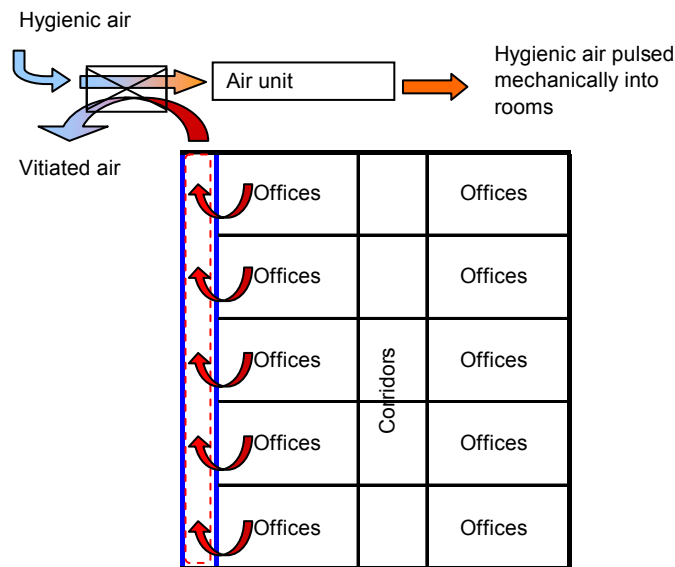 Hygienic air
Air unit
Hygienic air pulsed
mechanically into
rooms
Vitiated air
Offices
Offices
Offices
Offices
Offices
Offices
Corridors
Offices
Offices
Offices
Offices